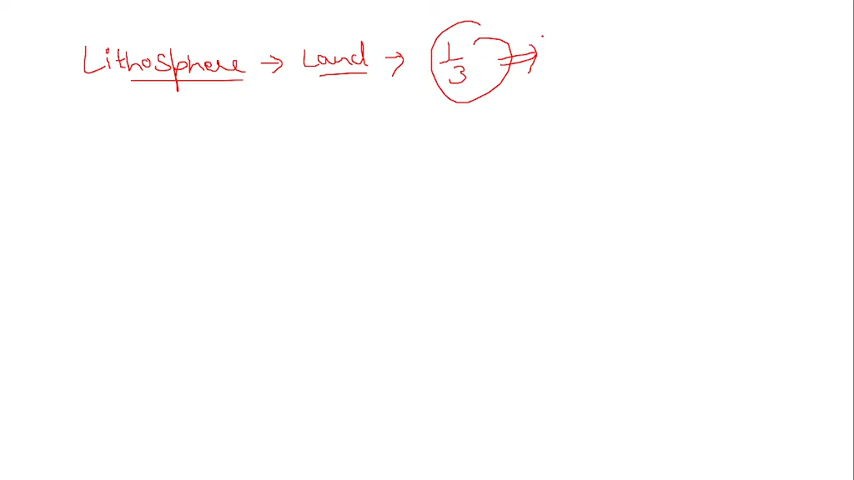 Lithosphere → Land → 1/3 ⇒